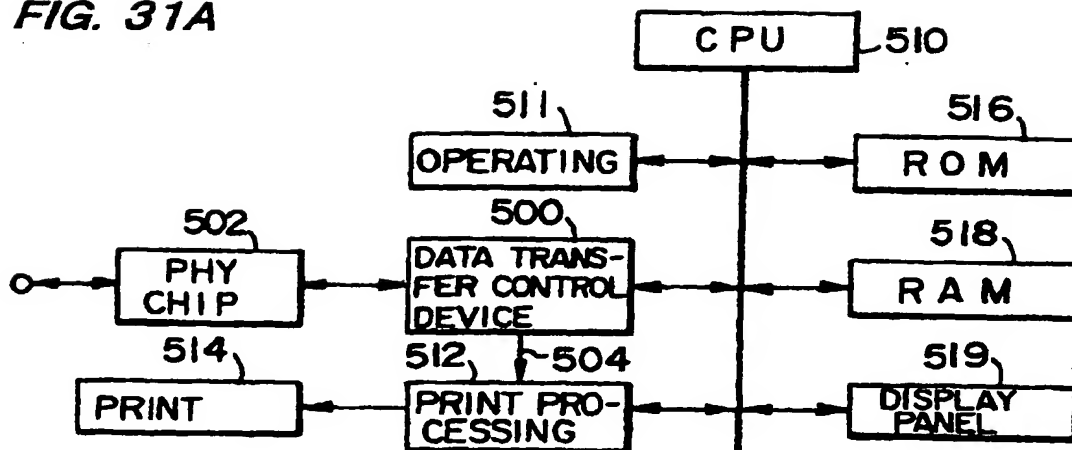 FIG. 31A
CPU
510
511
OPERATING
516
ROM
502
PHY
CHIP
500
DATA TRANS-
FER CONTROL
DEVICE
518
RAM
514
PRINT
512
504
PRINT PRO-
CESSING
519
DISPLAY
PANEL